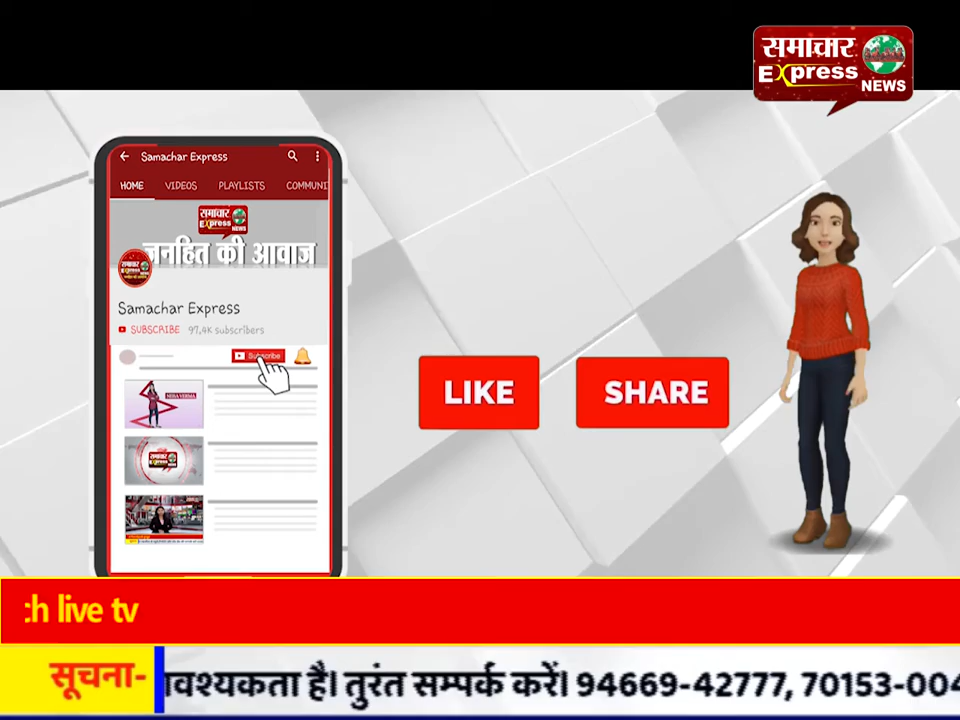 समाचार
Express
NEWS
Samachar Express
HOME VIDEOS PLAYLISTS COMMUNI
समाचार
Express
NEWS
जनहित की आवाज
Samachar Express
SUBSCRIBE 97.4K subscribers
Subscribe
LIKE SHARE
ch live tv
सूचना- ावश्यकता है। तुरंत सम्पर्क करें। 94669-42777, 70153-004